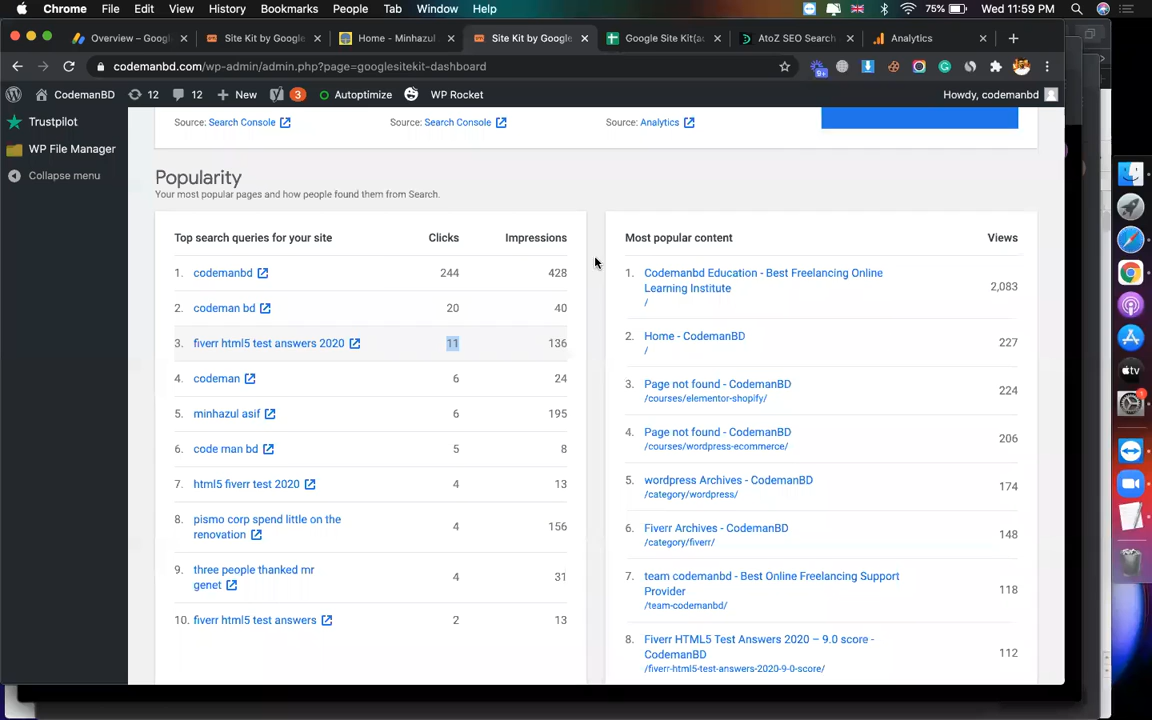 Chrome File Edit View History Bookmarks People Tab Window Help 75% Wed 11:59 PM
Overview – Googl Site Kit by Google Home - Minhazul Site Kit by Google Google Site Kit(au AtoZ SEO Search Analytics
codemanbd.com/wp-admin/admin.php?page=googlesitekit-dashboard
9+
CodemanBD 12 12 New 3 Autoptimize WP Rocket Howdy, codemanbd
Trustpilot
WP File Manager
Collapse menu
Source: Search Console Source: Search Console Source: Analytics
Popularity
Your most popular pages and how people found them from Search.
Top search queries for your site Clicks Impressions
1. codemanbd 244 428
2. codeman bd 20 40
3. fiverr html5 test answers 2020 11 136
4. codeman 6 24
5. minhazul asif 6 195
6. code man bd 5 8
7. html5 fiverr test 2020 4 13
8. pismo corp spend little on the
renovation 4 156
9. three people thanked mr
genet 4 31
10. fiverr html5 test answers 2 13
Most popular content Views
1. Codemanbd Education - Best Freelancing Online
Learning Institute 2,083
/
2. Home - CodemanBD 227
/
3. Page not found - CodemanBD 224
/courses/elementor-shopify/
4. Page not found - CodemanBD 206
/courses/wordpress-ecommerce/
5. wordpress Archives - CodemanBD 174
/category/wordpress/
6. Fiverr Archives - CodemanBD 148
/category/fiverr/
7. team codemanbd - Best Online Freelancing Support
Provider 118
/team-codemanbd/
8. Fiverr HTML5 Test Answers 2020 – 9.0 score -
CodemanBD 112
/fiverr-html5-test-answers-2020-9-0-score/
tv
1